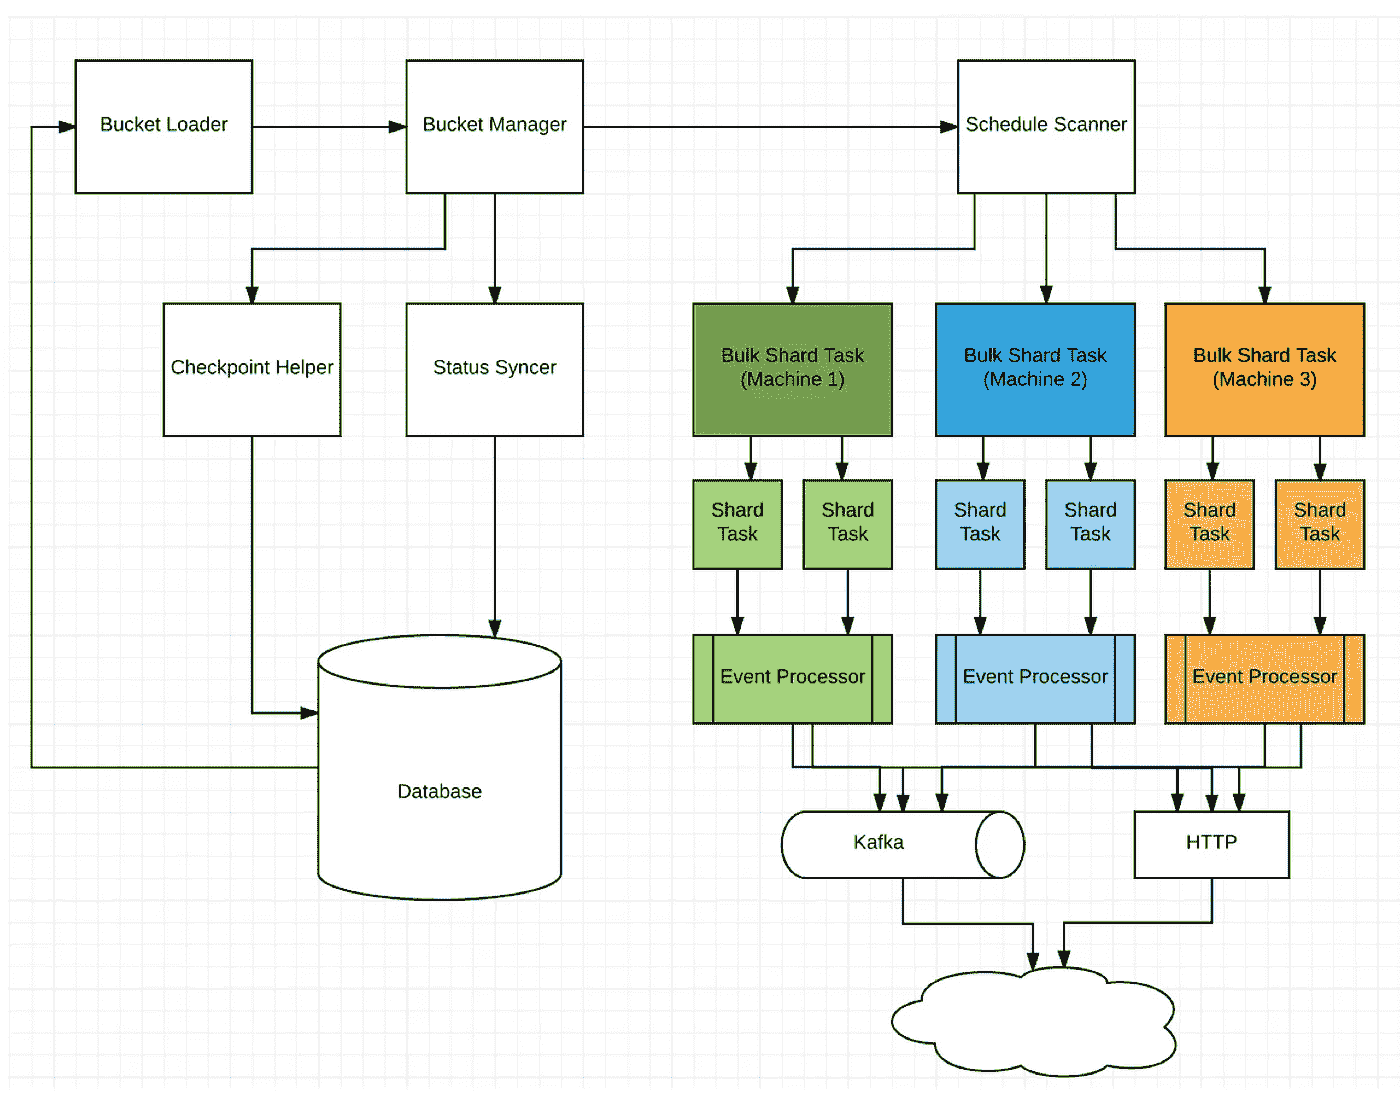 Bucket Loader
Bucket Manager
Schedule Scanner
Checkpoint Helper
Status Syncer
Bulk Shard Task
(Machine 1)
Bulk Shard Task
(Machine 2)
Bulk Shard Task
(Machine 3)
Shard
Task
Shard
Task
Shard
Task
Shard
Task
Shard
Task
Shard
Task
Event Processor
Event Processor
Event Processor
Database
Kafka
HTTP